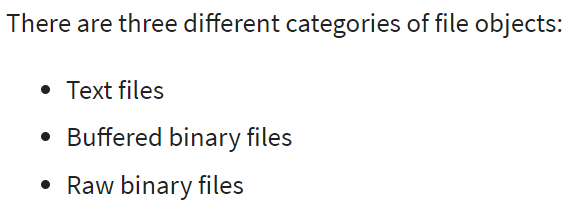 There are three different categories of file objects:
• Text files
• Buffered binary files
• Raw binary files